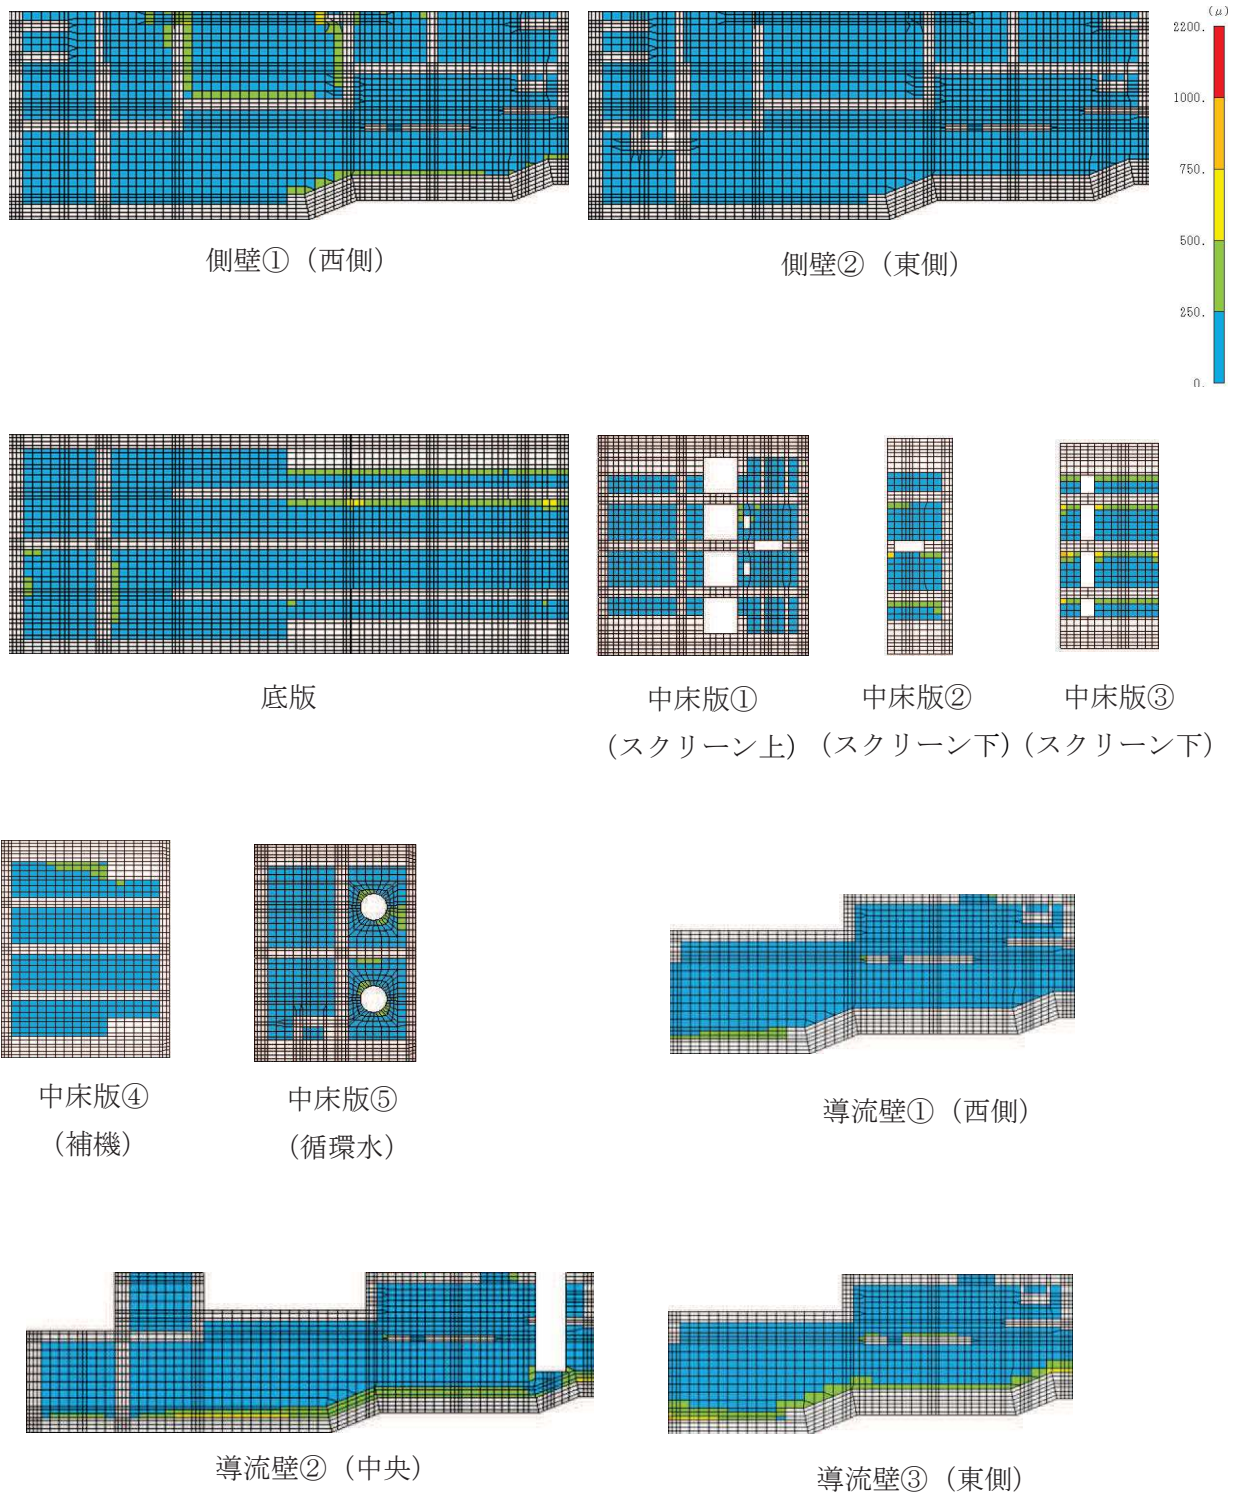 (μ)
2200.
1000.
750.
500.
250.
0.
側壁①（西側）
側壁②（東側）
底版
中床版①
（スクリーン上）
中床版②
（スクリーン下）
中床版③
（スクリーン下）
中床版④
（補機）
中床版⑤
（循環水）
導流壁①（西側）
導流壁②（中央）
導流壁③（東側）